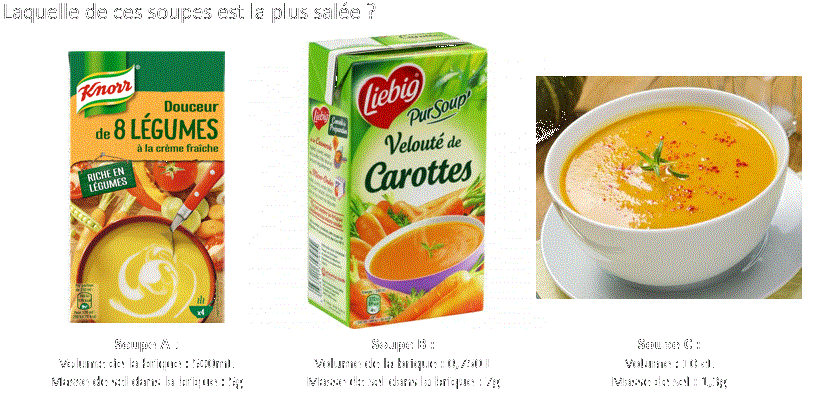 Laquelle de ces soupes est la plus salée ?
Knorr
Douceur
de 8 LÉGUMES
à la crème fraîche
RICHE EN
LÉGUMES
x4
Liebig
PurSoup'
Velouté de
Carottes
Liebig
Soupe A :
Volume de la brique : 500mL
Masse de sel dans la brique : 5g
Soupe B :
Volume de la brique : 0,750 L
Masse de sel dans la brique : 7g
Soupe C :
Volume : 10 cL
Masse de sel : 1,3g